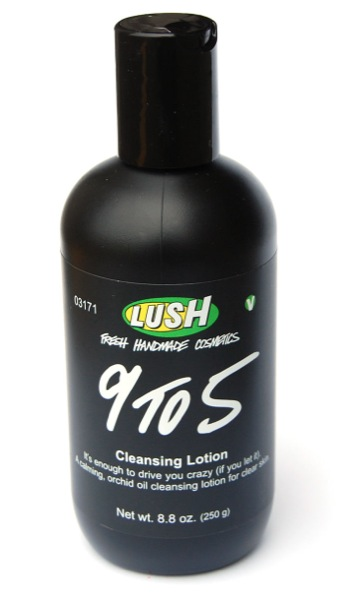 03171
LUSH
V
FRESH HANDMADE COSMETICS
9 TO 5
Cleansing Lotion
It's enough to drive you crazy (if you let it).
A calming, orchid oil cleansing lotion for clear skin.
Net wt. 8.8 oz. (250 g)